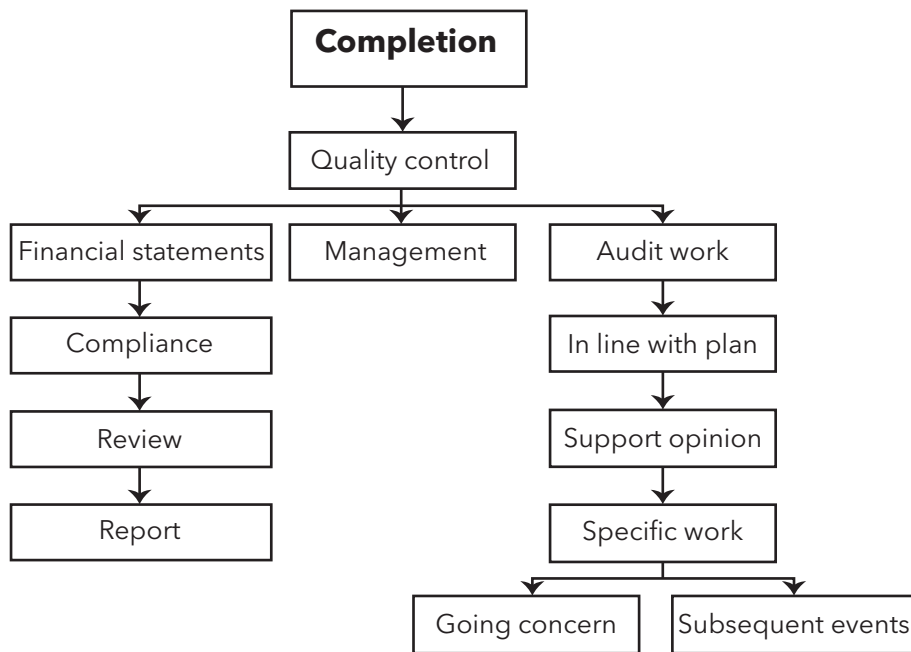 Completion
Quality control
Financial statements
Management
Audit work
Compliance
In line with plan
Review
Support opinion
Report
Specific work
Going concern
Subsequent events